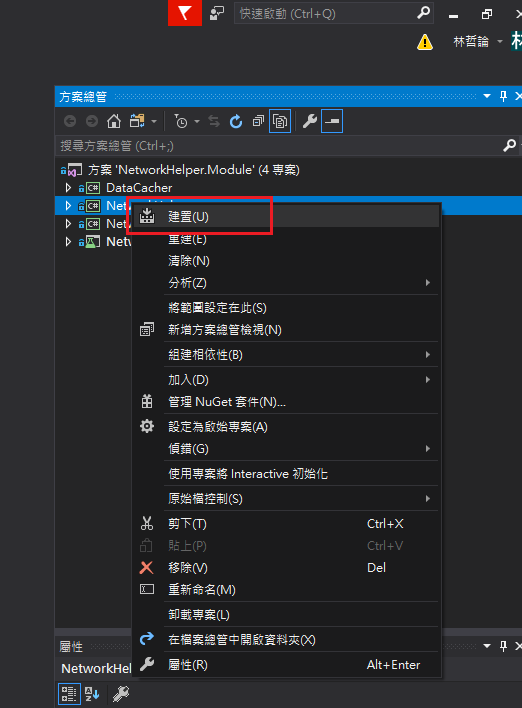 快速啟動 (Ctrl+Q)
林哲論
方案總管
搜尋方案總管 (Ctrl+;)
方案 'NetworkHelper.Module' (4 專案)
C# DataCacher
C#
建置(U)
C#
重建(E)
清除(N)
分析(Z)
將範圍設定在此(S)
新增方案總管檢視(N)
組建相依性(B)
加入(D)
管理 NuGet 套件(N)...
設定為啟始專案(A)
偵錯(G)
使用專案將 Interactive 初始化
原始檔控制(S)
剪下(T) Ctrl+X
貼上(P) Ctrl+V
移除(V) Del
重新命名(M)
卸載專案(L)
在檔案總管中開啟資料夾(X)
屬性(R) Alt+Enter
屬性